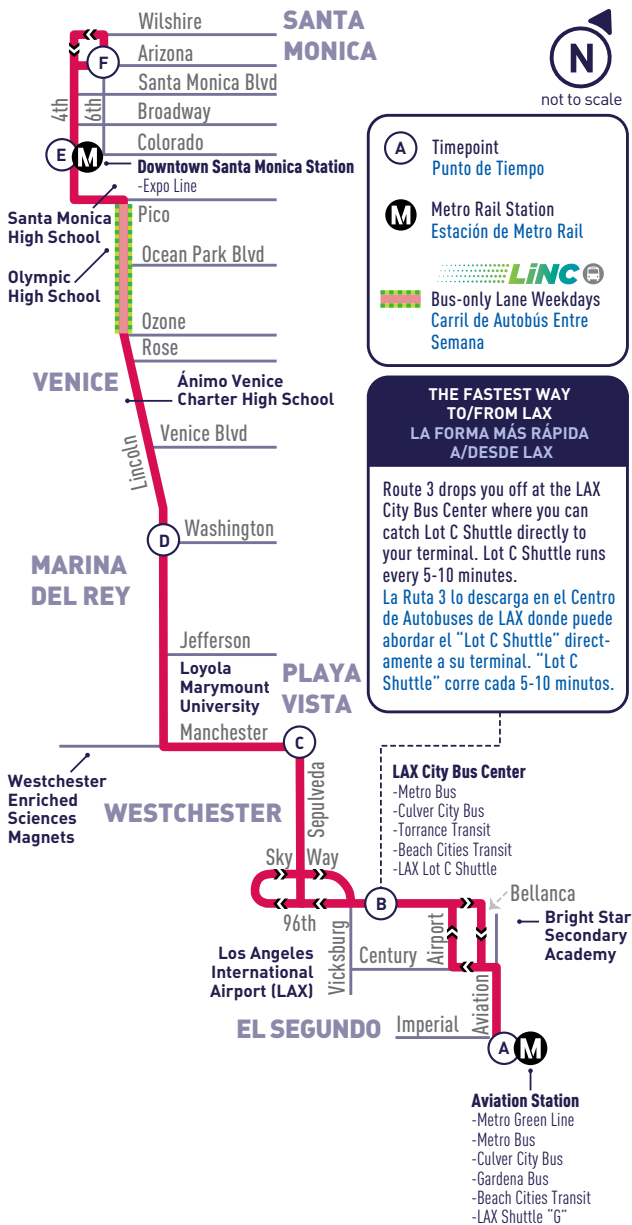 Wilshire
SANTA
MONICA
Arizona
F
Santa Monica Blvd
4th
6th
Broadway
Colorado
E
M
Downtown Santa Monica Station
-Expo Line
Santa Monica
High School
Pico
Olympic
High School
Ocean Park Blvd
Ozone
Rose
VENICE
Ánimo Venice
Charter High School
Lincoln
Venice Blvd
D
Washington
MARINA
DEL REY
Jefferson
Loyola
Marymount
University
PLAYA
VISTA
Manchester
C
Westchester
Enriched
Sciences
Magnets
WESTCHESTER
Sepulveda
Sky Way
96th
B
Los Angeles
International
Airport (LAX)
Vicksburg
Century
Airport
Bellanca
Bright Star
Secondary
Academy
EL SEGUNDO
Imperial
Aviation
A
M
Aviation Station
-Metro Green Line
-Metro Bus
-Culver City Bus
-Gardena Bus
-Beach Cities Transit
-LAX Shuttle "G"
LAX City Bus Center
-Metro Bus
-Culver City Bus
-Torrance Transit
-Beach Cities Transit
-LAX Lot C Shuttle
N
not to scale
A
Timepoint
Punto de Tiempo
M
Metro Rail Station
Estación de Metro Rail
LiNC
Bus-only Lane Weekdays
Carril de Autobús Entre
Semana
THE FASTEST WAY
TO/FROM LAX
LA FORMA MÁS RÁPIDA
A/DESDE LAX
Route 3 drops you off at the LAX
City Bus Center where you can
catch Lot C Shuttle directly to
your terminal. Lot C Shuttle runs
every 5-10 minutes.
La Ruta 3 lo descarga en el Centro
de Autobuses de LAX donde puede
abordar el “Lot C Shuttle” direct-
amente a su terminal. “Lot C
Shuttle” corre cada 5-10 minutos.